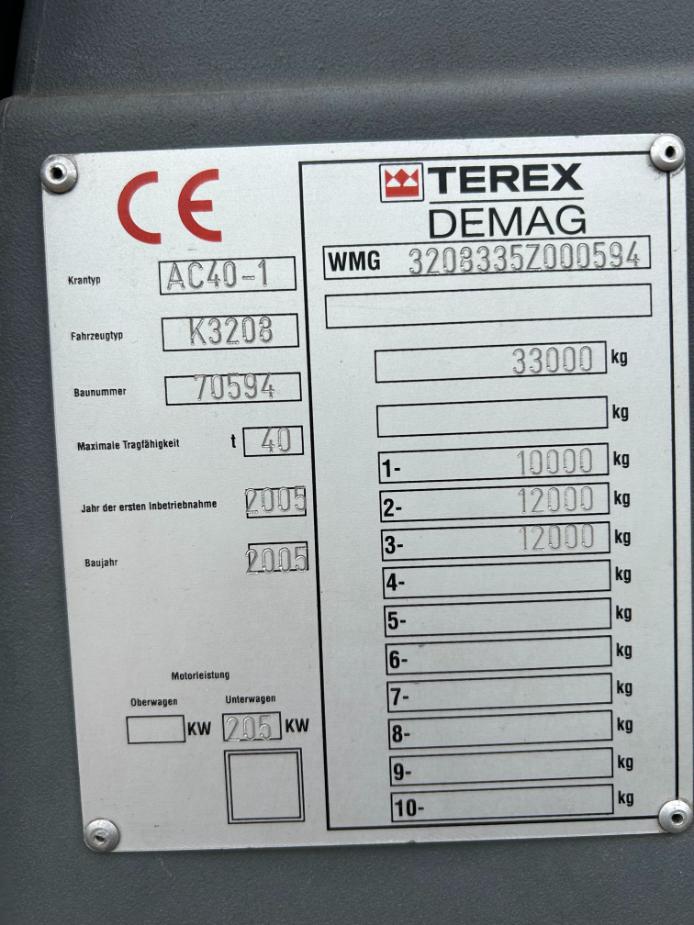 CE
Krantyp AC40-1
Fahrzeugtyp K3208
Baunummer 70594
Maximale Tragfähigkeit t 40
Jahr der ersten Inbetriebnahme 2005
Baujahr 2005
Motorleistung
Oberwagen Unterwagen
KW 205 KW
TEREX
DEMAG
WMG 3208335Z000594
33000 kg
kg
1- 10000 kg
2- 12000 kg
3- 12000 kg
4- kg
5- kg
6- kg
7- kg
8- kg
9- kg
10- kg